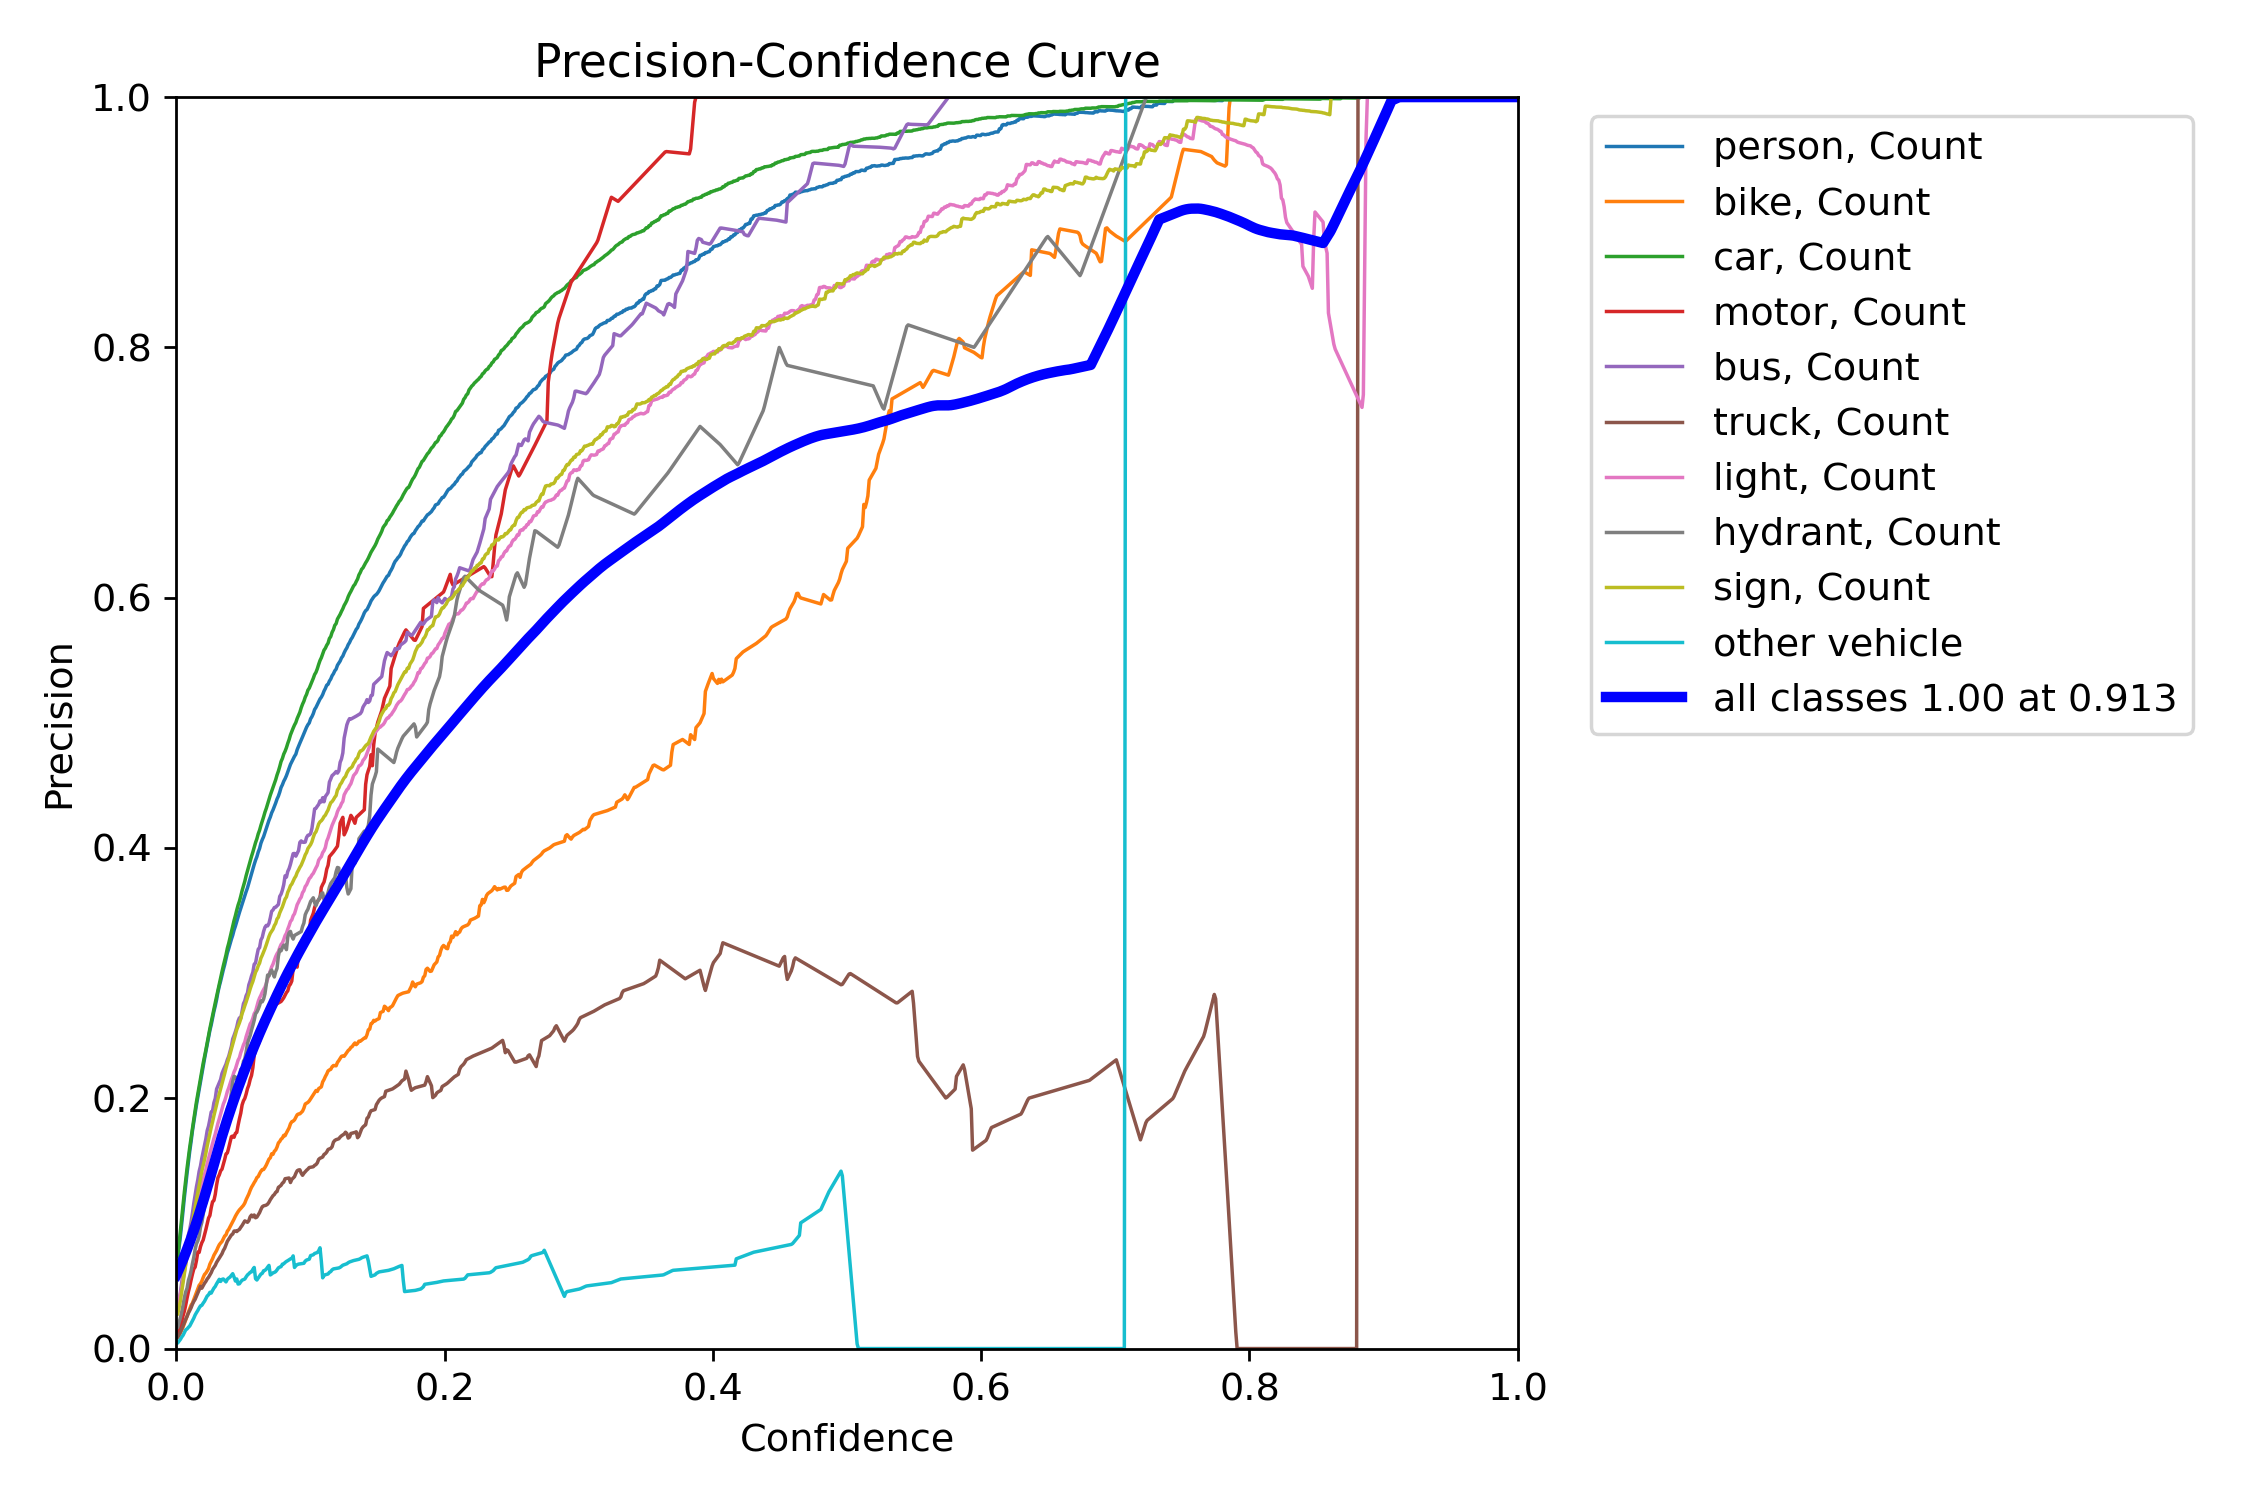 Precision-Confidence Curve
1.0
0.8
0.6
0.4
0.2
0.0
Precision
0.0 0.2 0.4 0.6 0.8 1.0
Confidence
person, Count
bike, Count
car, Count
motor, Count
bus, Count
truck, Count
light, Count
hydrant, Count
sign, Count
other vehicle
all classes 1.00 at 0.913